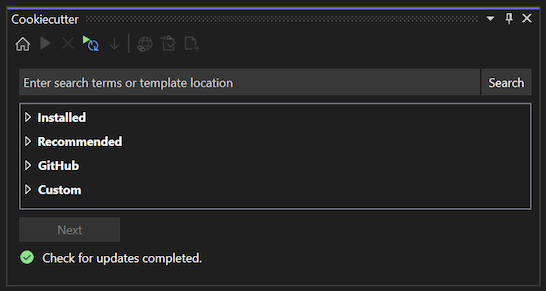 Cookiecutter
Enter search terms or template location
Search
Installed
Recommended
GitHub
Custom
Next
Check for updates completed.